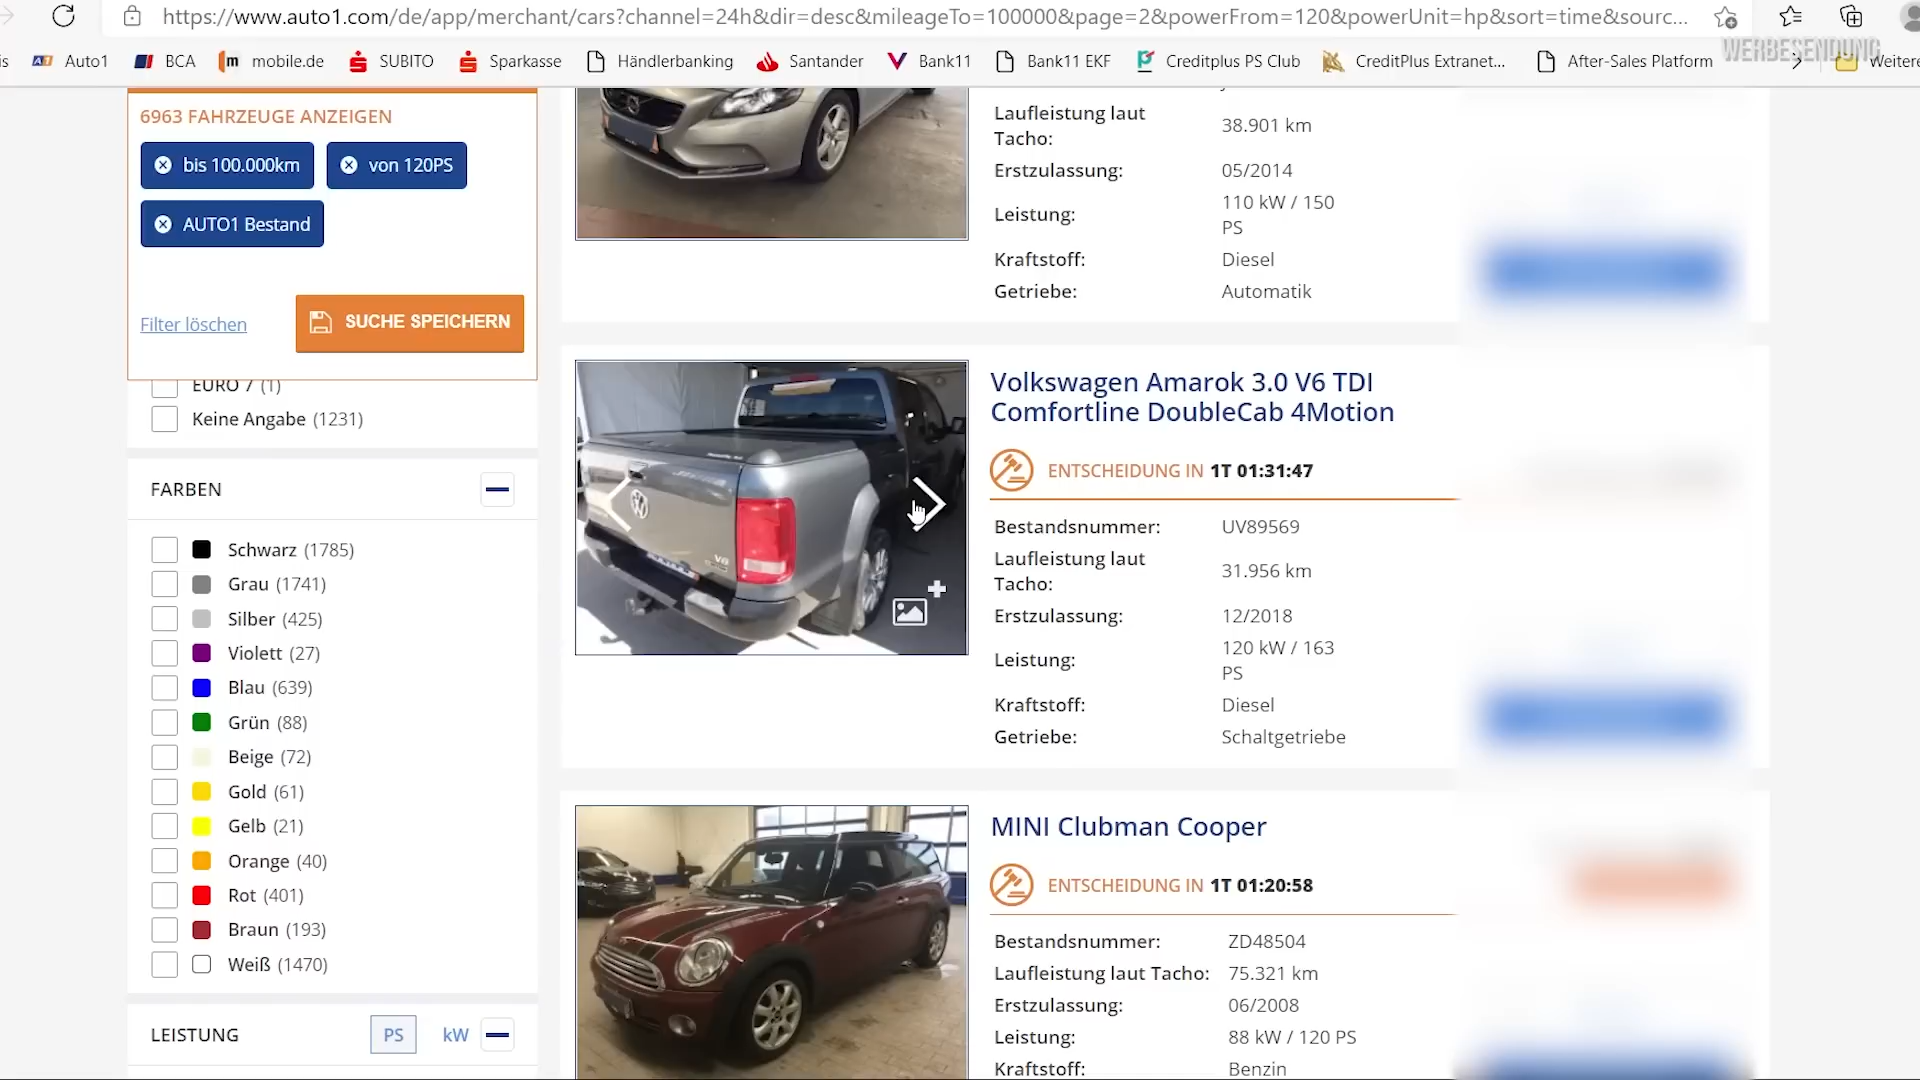 https://www.auto1.com/de/app/merchant/cars?channel=24h&dir=desc&mileageTo=100000&page=2&powerFrom=120&powerUnit=hp&sort=time&sourc...
WERBESENDUNG
is Auto1 BCA mobile.de SUBITO Sparkasse Händlerbanking Santander Bank11 Bank11 EKF Creditplus PS Club CreditPlus Extranet... After-Sales Platform Weitere
6963 FAHRZEUGE ANZEIGEN
bis 100.000km von 120PS
AUTO1 Bestand
Filter löschen SUCHE SPEICHERN
EURO 7 (1)
Keine Angabe (1231)
FARBEN
Schwarz (1785)
Grau (1741)
Silber (425)
Violett (27)
Blau (639)
Grün (88)
Beige (72)
Gold (61)
Gelb (21)
Orange (40)
Rot (401)
Braun (193)
Weiß (1470)
LEISTUNG PS kW
Laufleistung laut Tacho: 38.901 km
Erstzulassung: 05/2014
Leistung: 110 kW / 150 PS
Kraftstoff: Diesel
Getriebe: Automatik
Volkswagen Amarok 3.0 V6 TDI
Comfortline DoubleCab 4Motion
ENTSCHEIDUNG IN 1T 01:31:47
Bestandsnummer: UV89569
Laufleistung laut Tacho: 31.956 km
Erstzulassung: 12/2018
Leistung: 120 kW / 163 PS
Kraftstoff: Diesel
Getriebe: Schaltgetriebe
V6
MINI Clubman Cooper
ENTSCHEIDUNG IN 1T 01:20:58
Bestandsnummer: ZD48504
Laufleistung laut Tacho: 75.321 km
Erstzulassung: 06/2008
Leistung: 88 kW / 120 PS
Kraftstoff: Benzin